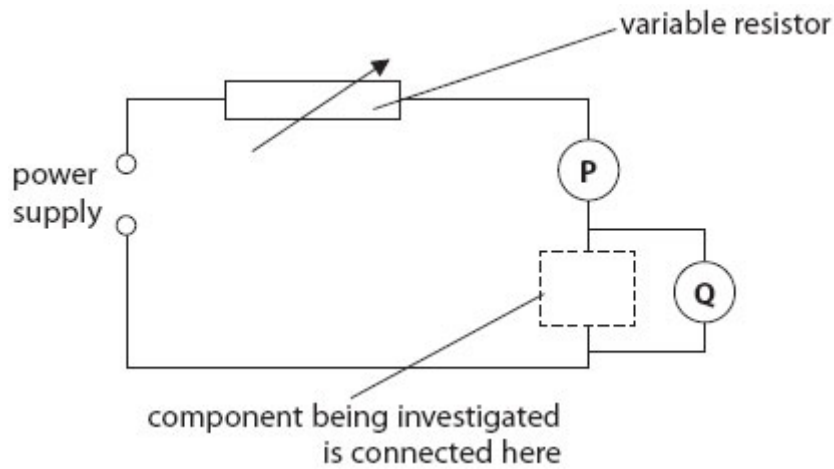 variable resistor
P
power
supply
Q
component being investigated
is connected here